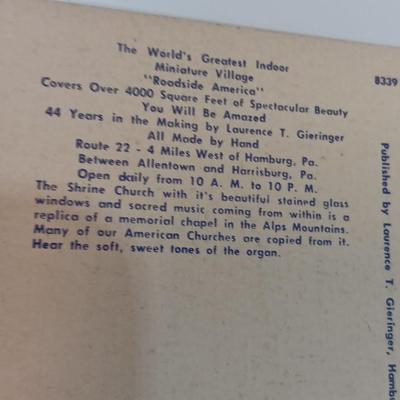 The World's Greatest Indoor
Miniature Village
"Roadside America"
Covers Over 4000 Square Feet of Spectacular Beauty
You Will be Amazed
44 Years in the Making by Laurence T. Gieringer
All Made by Hand
Route 22 - 4 Miles West of Hamburg, Pa.
Between Allentown and Harrisburg, Pa.
Open daily from 10 A. M. to 10 P. M.
The Shrine Church with it's beautiful stained glass
windows and sacred music coming from within is a
replica of a memorial chapel in the Alps Mountains.
Many of our American Churches are copied from it.
Hear the soft, sweet tones of the organ.
8339
Published by Laurence T. Gieringer, Hambu